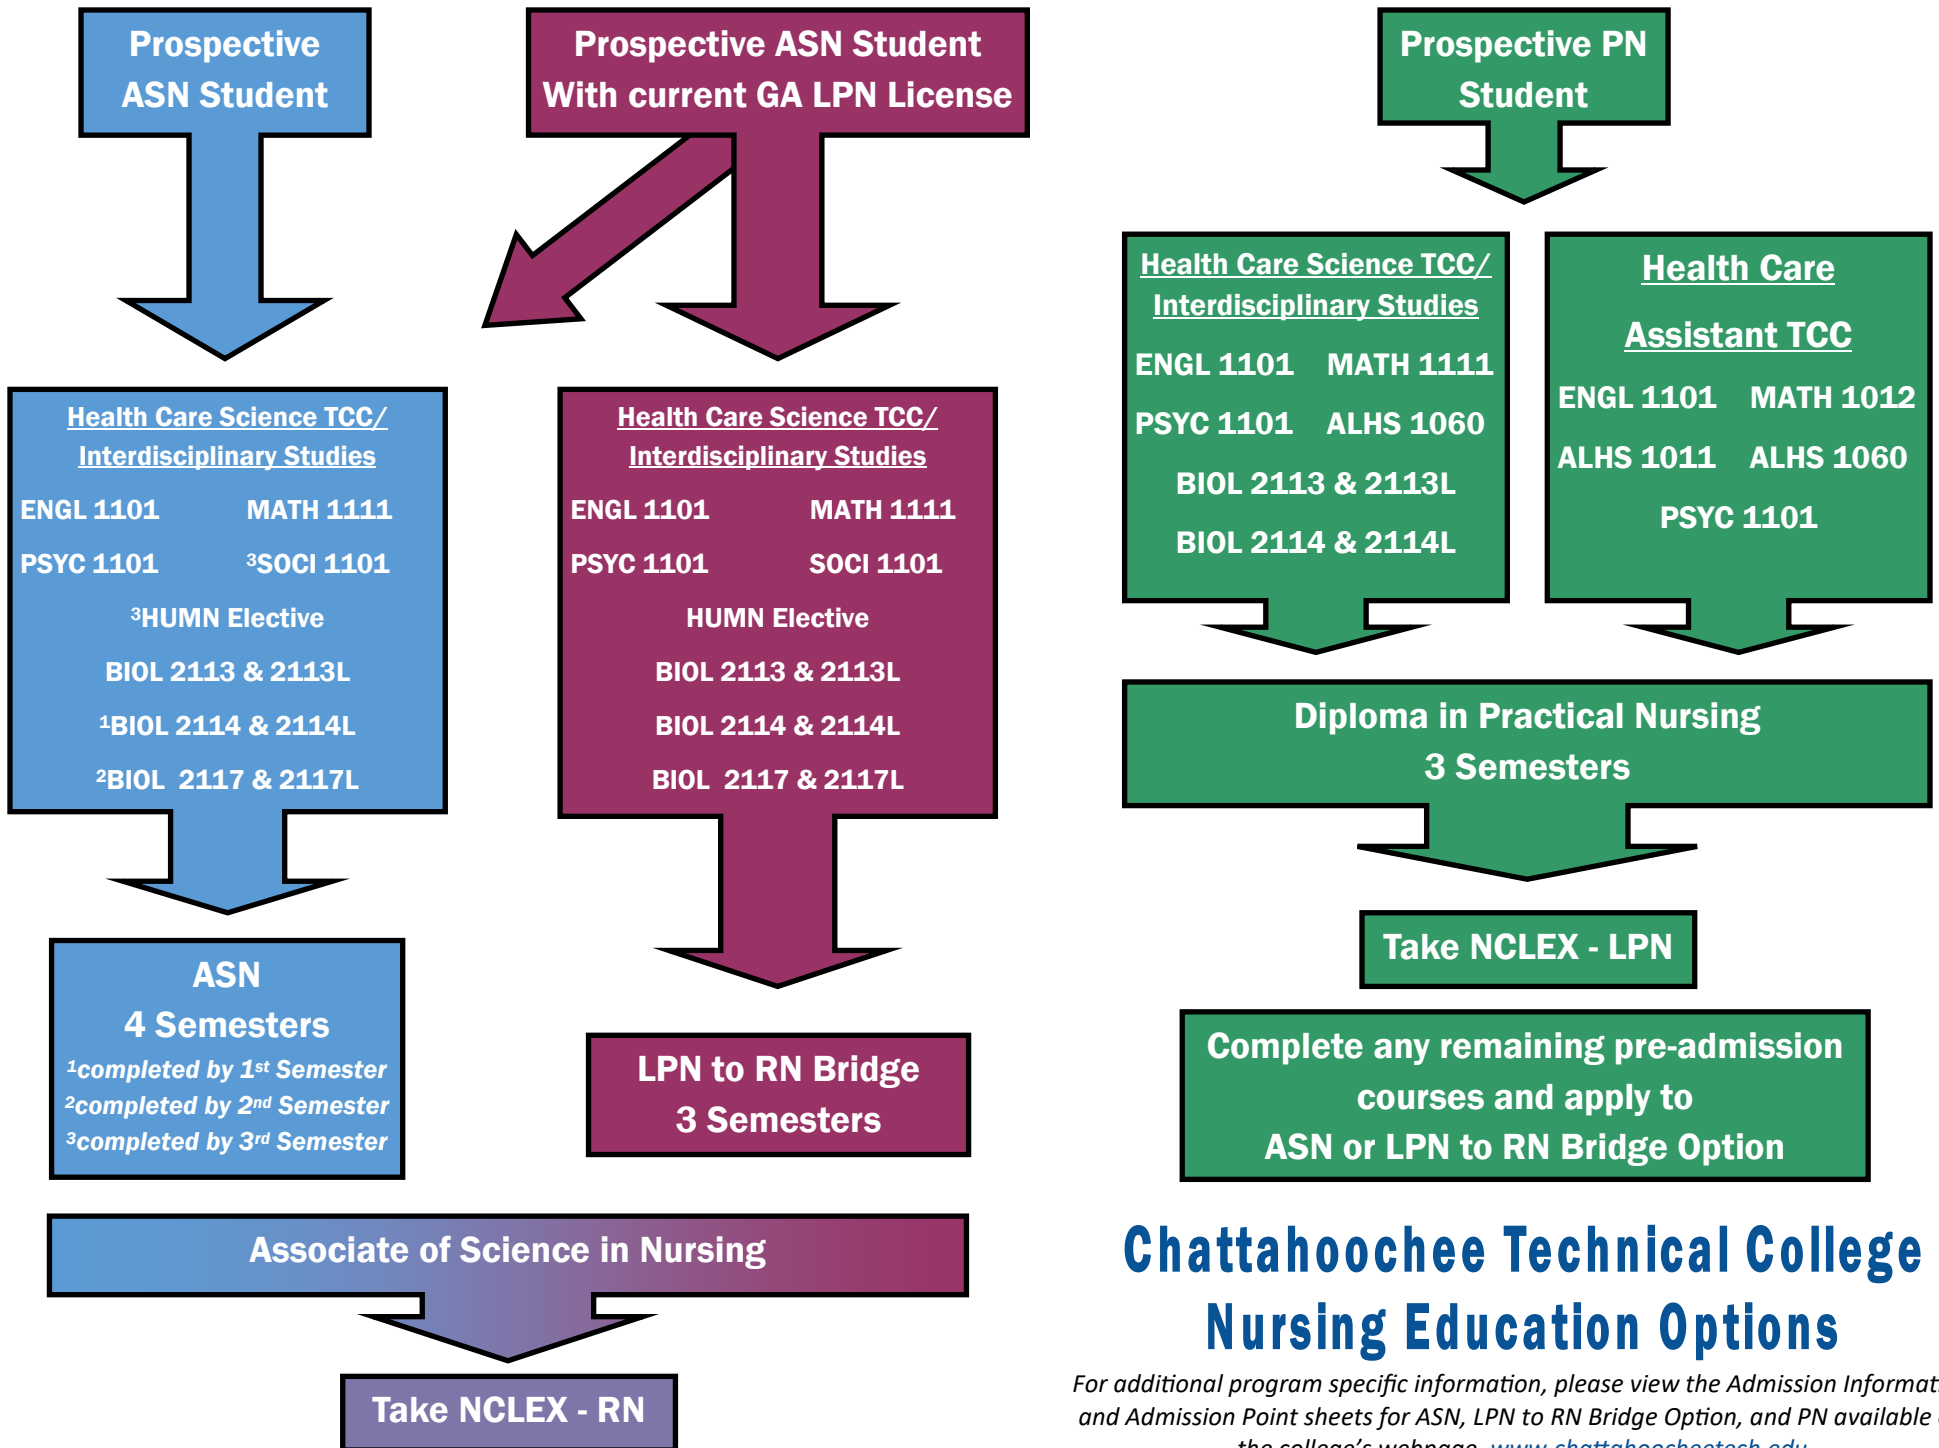 Prospective
ASN Student
Prospective ASN Student
With current GA LPN License
Prospective PN
Student
Health Care Science TCC/
Interdisciplinary Studies
ENGL 1101 MATH 1111
PSYC 1101 ³SOCI 1101
³HUMN Elective
BIOL 2113 & 2113L
¹BIOL 2114 & 2114L
²BIOL 2117 & 2117L
Health Care Science TCC/
Interdisciplinary Studies
ENGL 1101 MATH 1111
PSYC 1101 SOCI 1101
HUMN Elective
BIOL 2113 & 2113L
BIOL 2114 & 2114L
BIOL 2117 & 2117L
Health Care Science TCC/
Interdisciplinary Studies
ENGL 1101 MATH 1111
PSYC 1101 ALHS 1060
BIOL 2113 & 2113L
BIOL 2114 & 2114L
Health Care
Assistant TCC
ENGL 1101 MATH 1012
ALHS 1011 ALHS 1060
PSYC 1101
Diploma in Practical Nursing
3 Semesters
Take NCLEX - LPN
Complete any remaining pre-admission
courses and apply to
ASN or LPN to RN Bridge Option
ASN
4 Semesters
¹completed by 1st Semester
²completed by 2nd Semester
³completed by 3rd Semester
LPN to RN Bridge
3 Semesters
Associate of Science in Nursing
Take NCLEX - RN
Chattahoochee Technical College
Nursing Education Options
For additional program specific information, please view the Admission Informat
and Admission Point sheets for ASN, LPN to RN Bridge Option, and PN available
the college's webpage, www.chattahoocheetech.edu